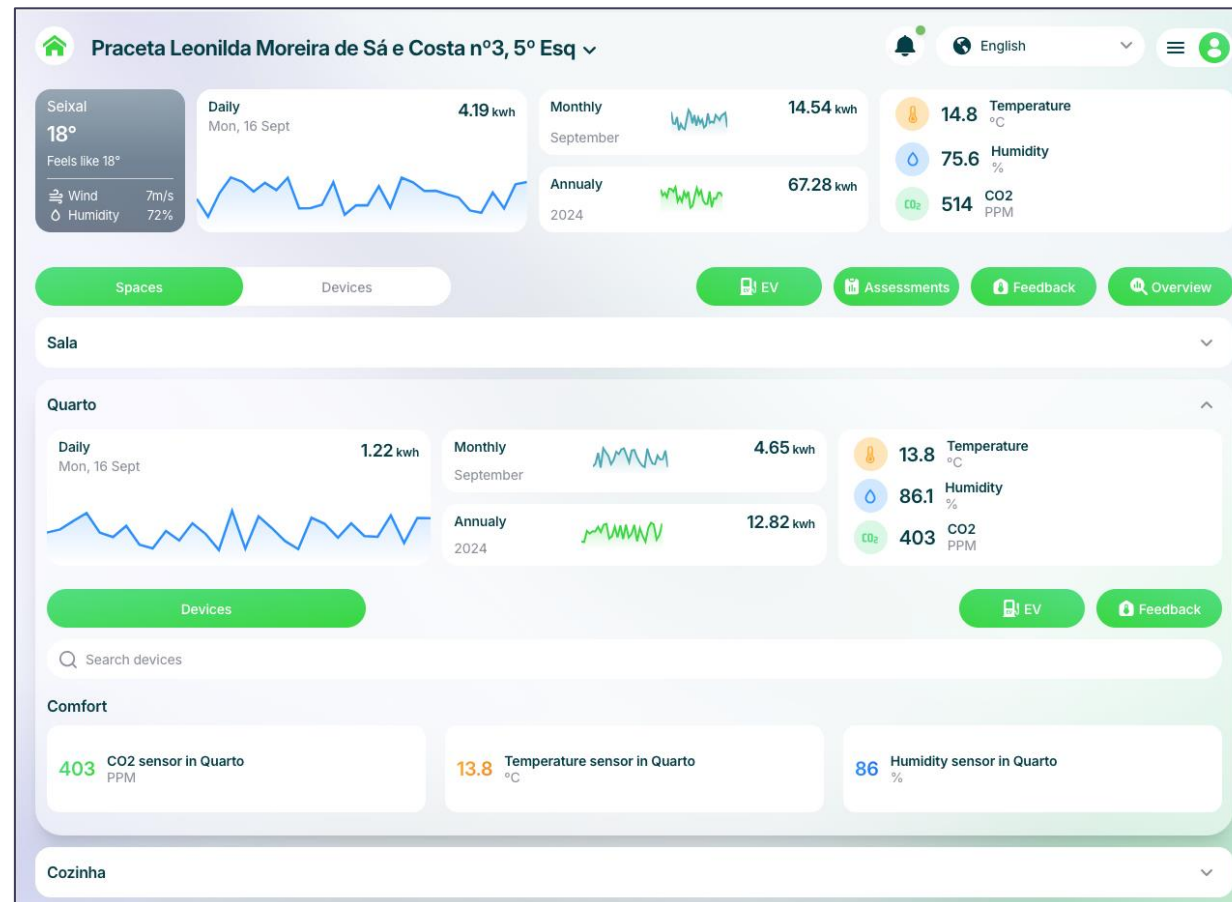 Praceta Leonilda Moreira de Sá e Costa nº3, 5º Esq
English
Seixal
18°
Feels like 18°
Wind 7m/s
Humidity 72%
Daily 4.19 kwh
Mon, 16 Sept
Monthly 14.54 kwh
September
Annualy 67.28 kwh
2024
14.8 Temperature
°C
75.6 Humidity
%
CO2 514 CO2
PPM
Spaces
Devices
EV
Assessments
Feedback
Overview
Sala
Quarto
Daily 1.22 kwh
Mon, 16 Sept
Monthly 4.65 kwh
September
Annualy 12.82 kwh
2024
13.8 Temperature
°C
86.1 Humidity
%
CO2 403 CO2
PPM
Devices
EV
Feedback
Search devices
Comfort
403 CO2 sensor in Quarto
PPM
13.8 Temperature sensor in Quarto
°C
86 Humidity sensor in Quarto
%
Cozinha